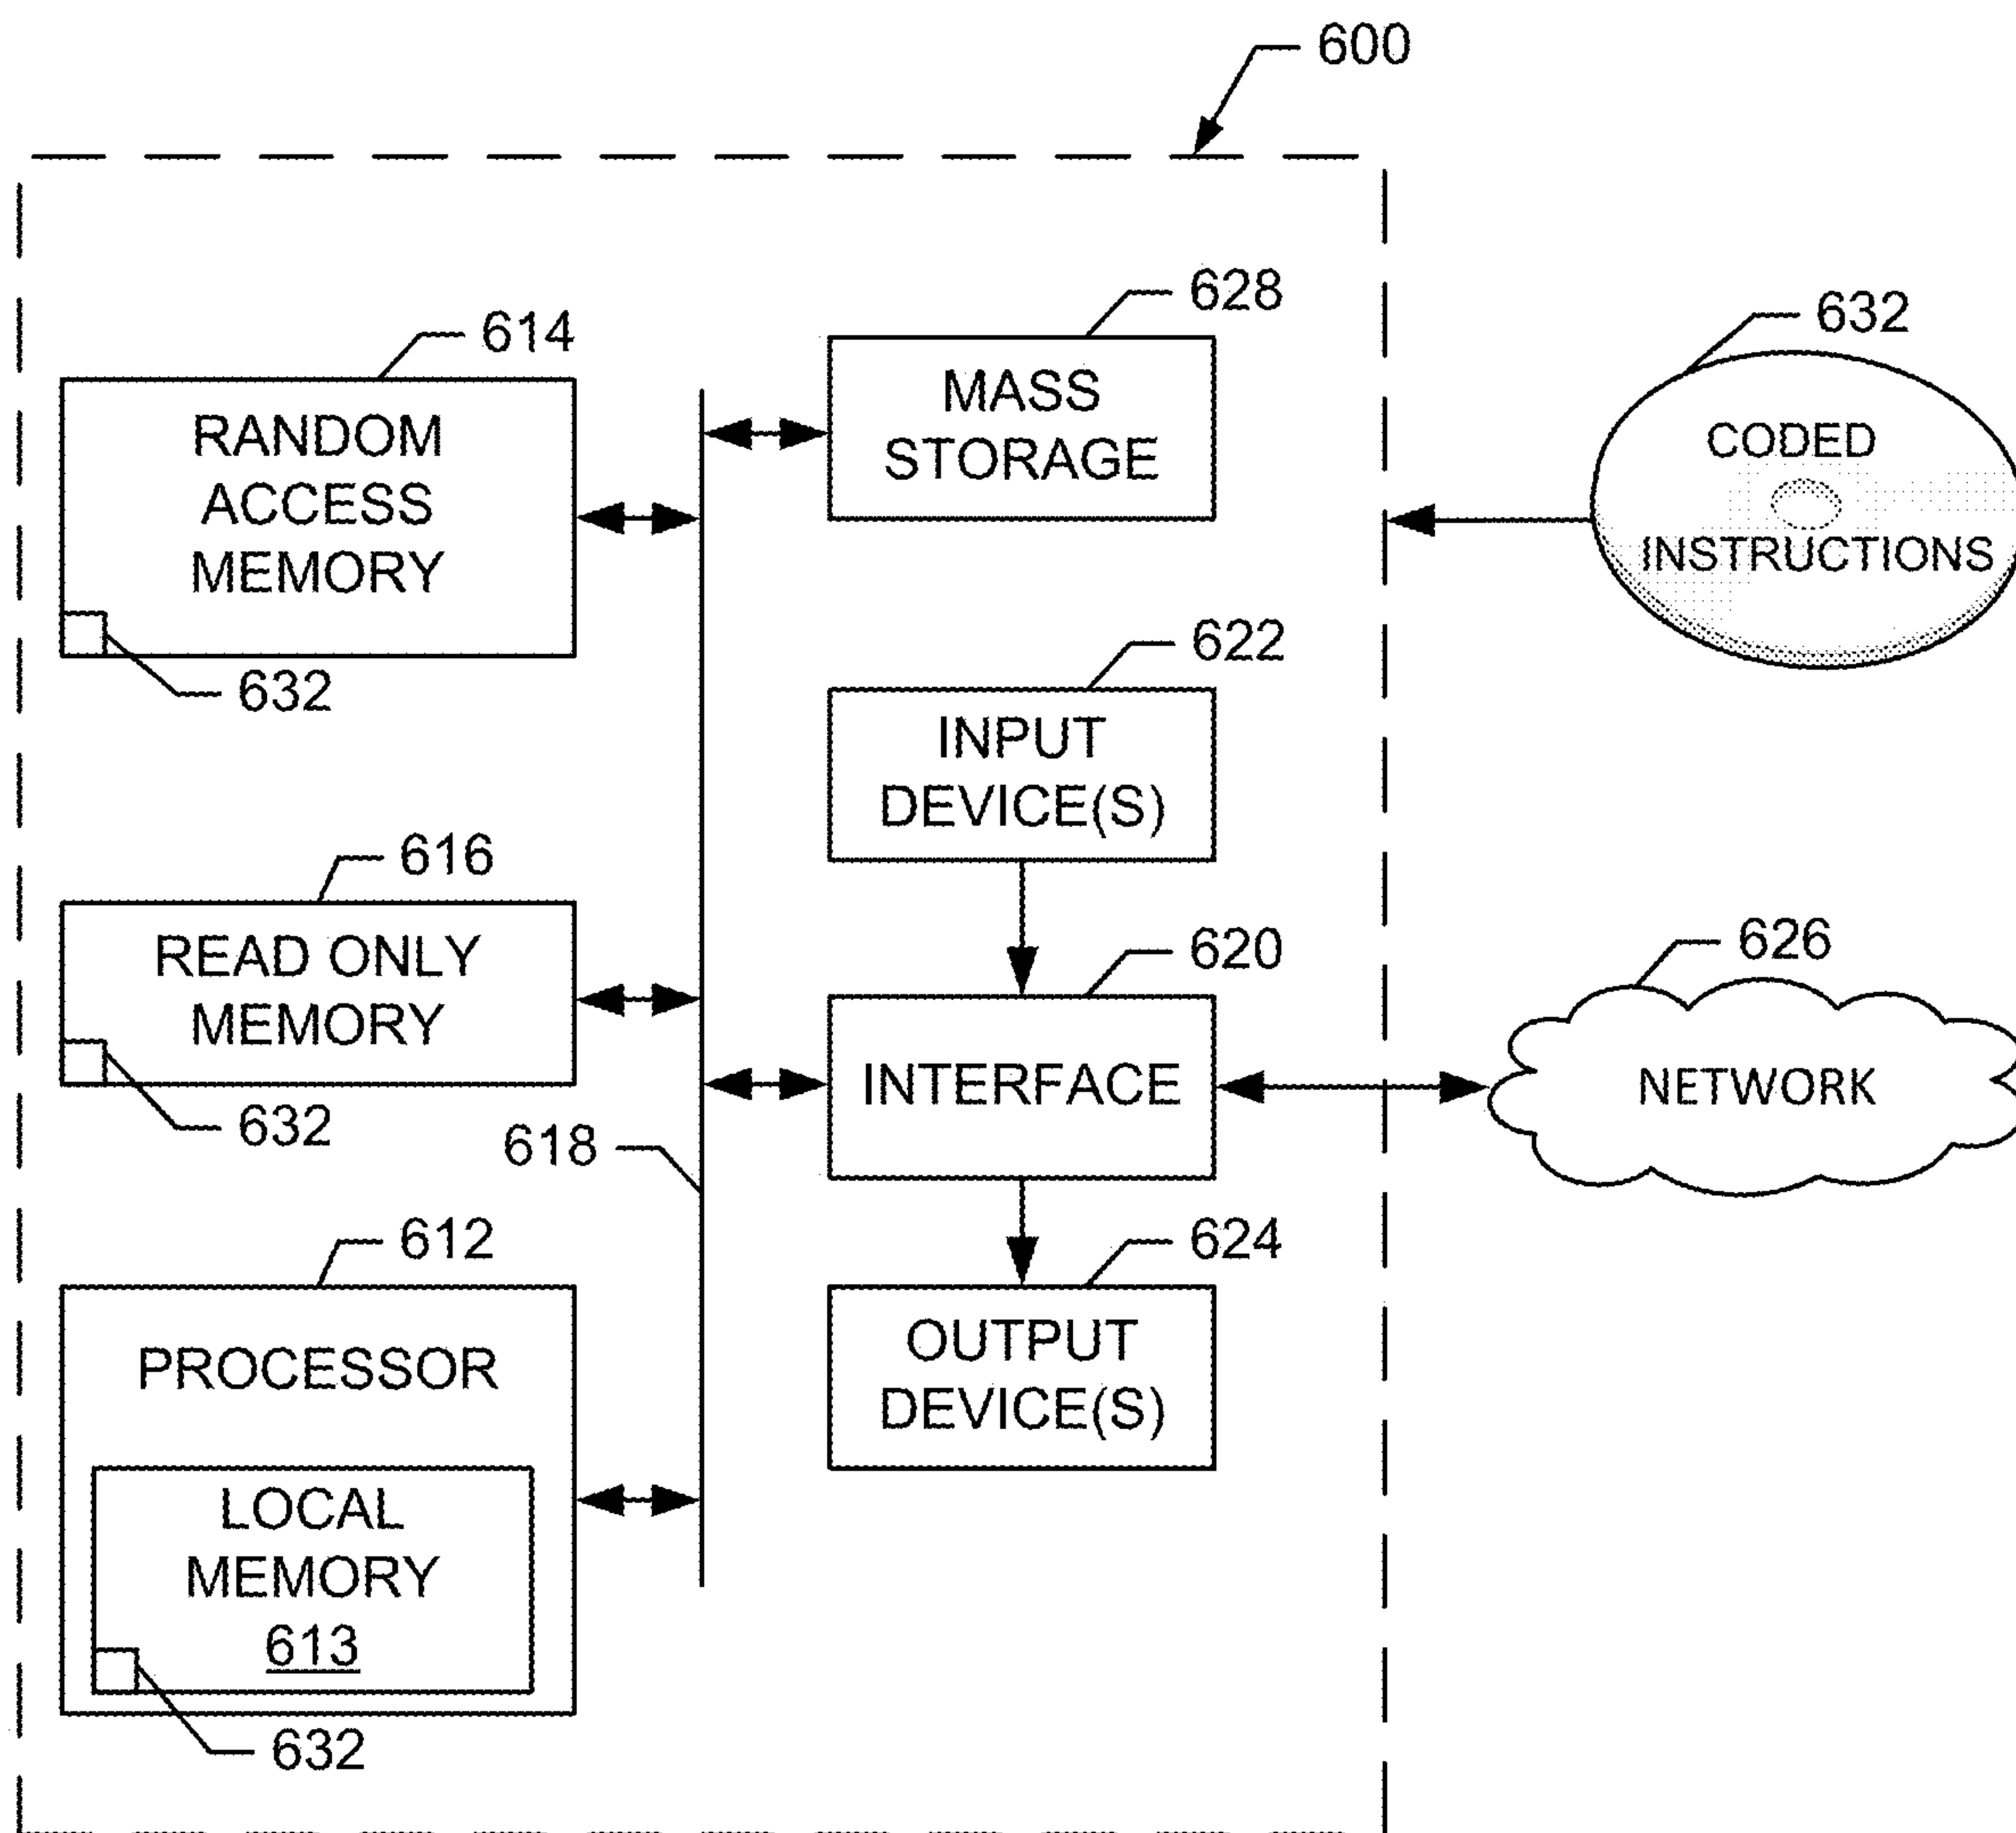 600
614
RANDOM
ACCESS
MEMORY
632
628
MASS
STORAGE
632
CODED
INSTRUCTIONS
622
INPUT
DEVICE(S)
616
READ ONLY
MEMORY
632
618
620
INTERFACE
626
NETWORK
612
PROCESSOR
LOCAL
MEMORY
613
632
624
OUTPUT
DEVICE(S)